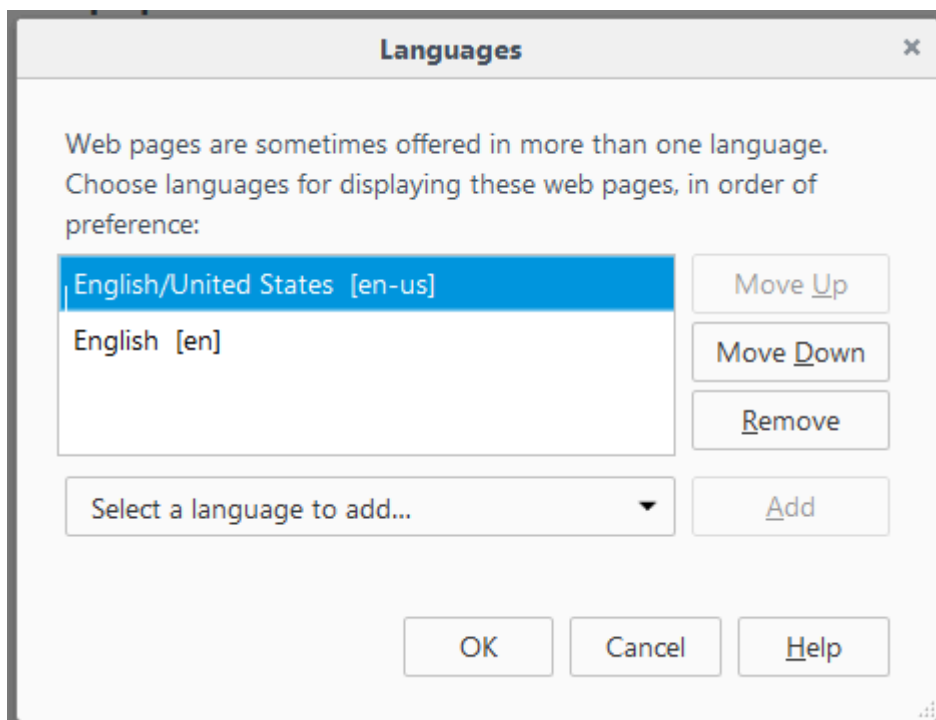 Languages
Web pages are sometimes offered in more than one language.
Choose languages for displaying these web pages, in order of
preference:
English/United States [en-us]
Move Up
English [en]
Move Down
Remove
Select a language to add...
Add
OK
Cancel
Help